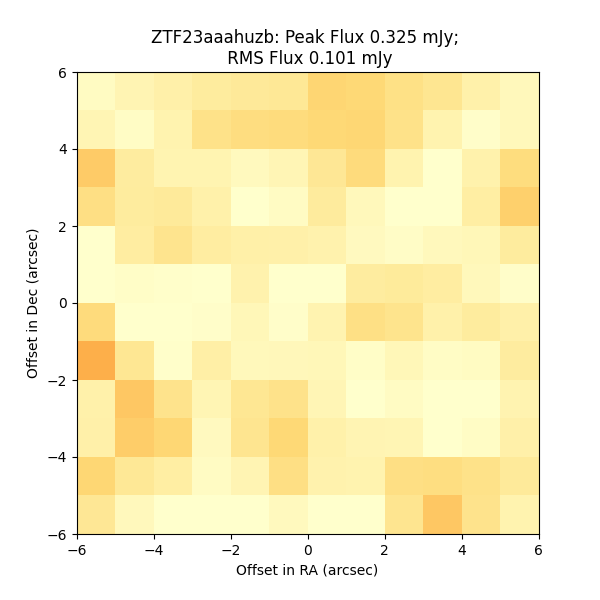 ZTF23aaahuzb: Peak Flux 0.325 mJy;
RMS Flux 0.101 mJy
6
4
2
0
−2
−4
−6
Offset in Dec (arcsec)
−6 −4 −2 0 2 4 6
Offset in RA (arcsec)